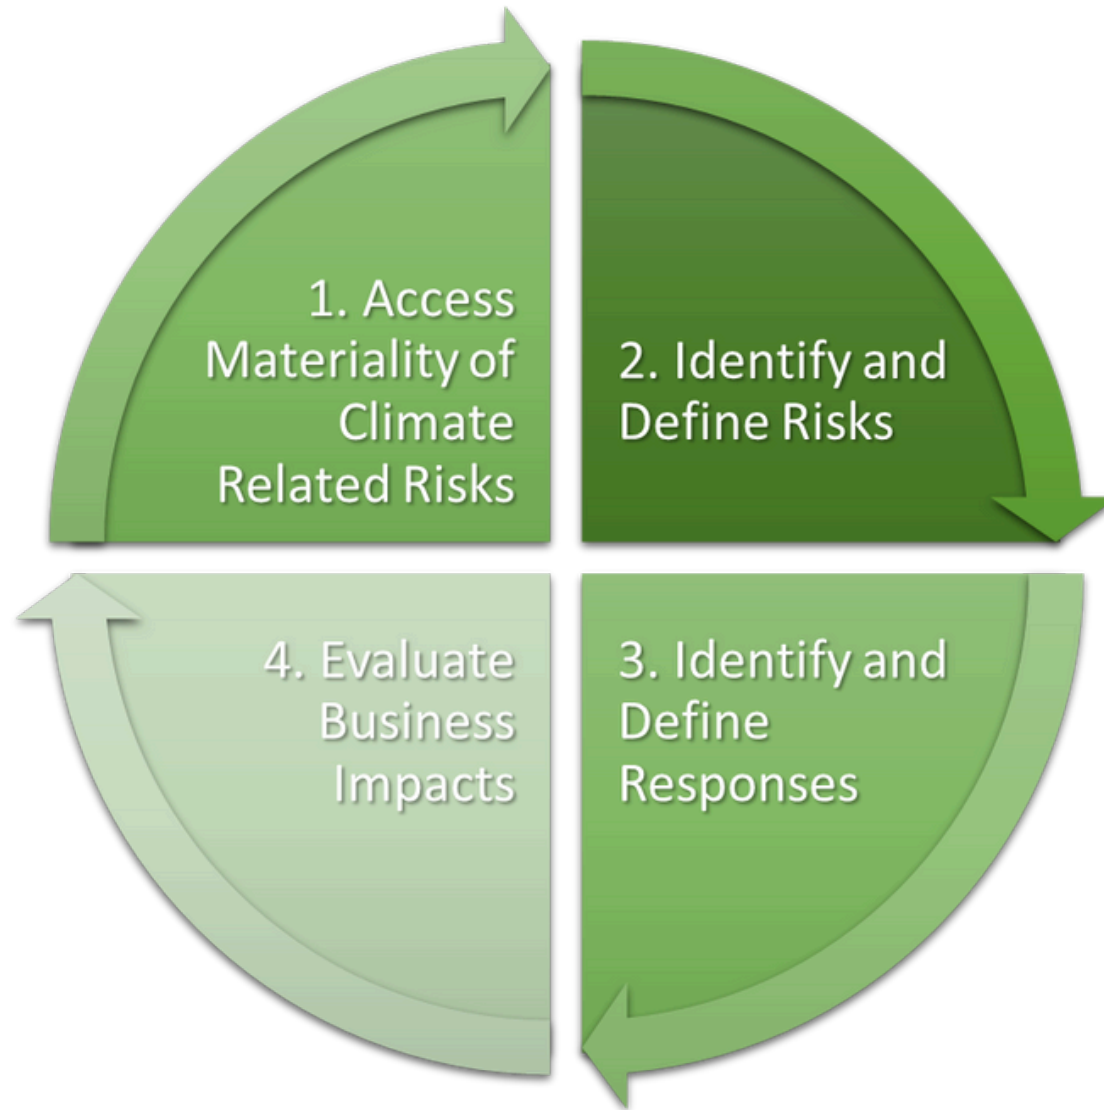 1. Access
Materiality of
Climate
Related Risks
2. Identify and
Define Risks
3. Identify and
Define
Responses
4. Evaluate
Business
Impacts